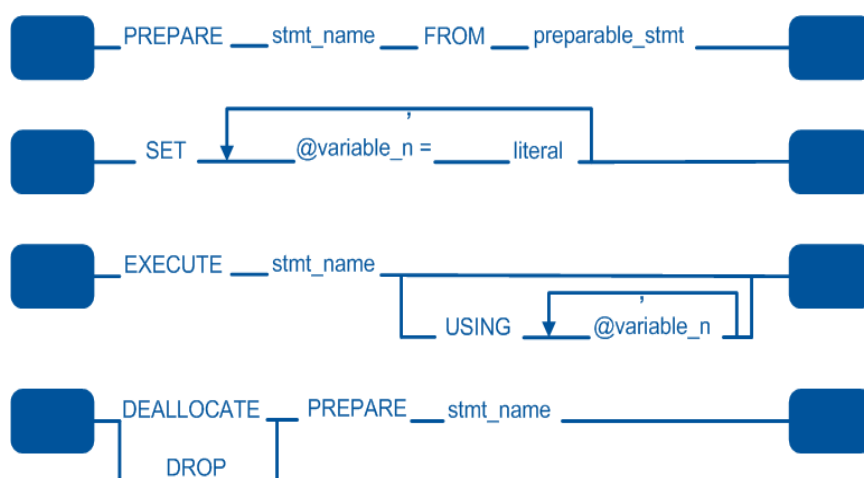 PREPARE stmt_name FROM preparable_stmt
,
SET @variable_n = literal
EXECUTE stmt_name
,
USING @variable_n
DEALLOCATE PREPARE stmt_name
DROP